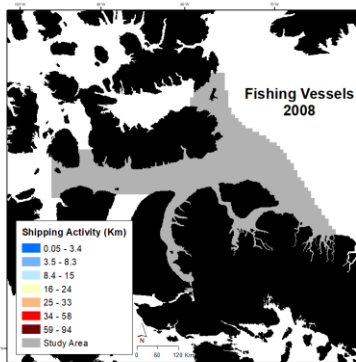 Fishing Vessels
2008
Shipping Activity (Km)
0.05 - 3.4
3.5 - 8.3
8.4 - 15
16 - 24
25 - 33
34 - 58
59 - 94
Study Area
N
0
60
120 Km